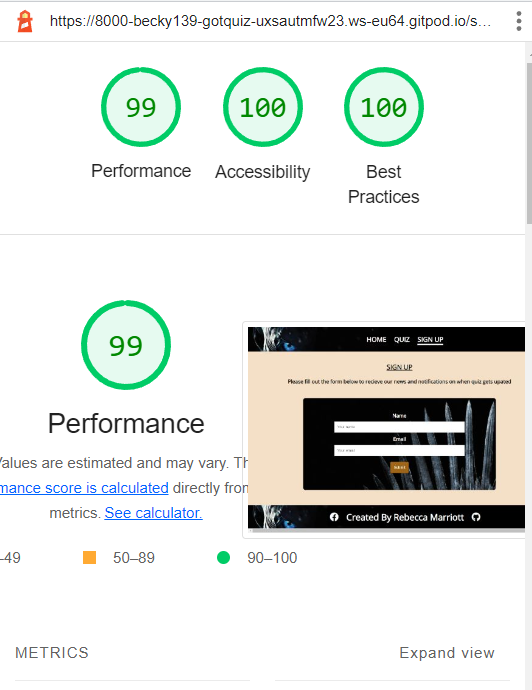 https://8000-becky139-gotquiz-uxsautmfw23.ws-eu64.gitpod.io/s...
99
100
100
Performance
Accessibility
Best
Practices
99
Performance
Values are estimated and may vary. Th
mance score is calculated directly from
metrics. See calculator.
–49
50–89
90–100
HOME QUIZ SIGN UP
SIGN UP
Please fill out the form below to recieve our news and notifications on when quiz gets upated
Name
Your name
Email
Your email
Submit
Created By Rebecca Marriott
METRICS
Expand view